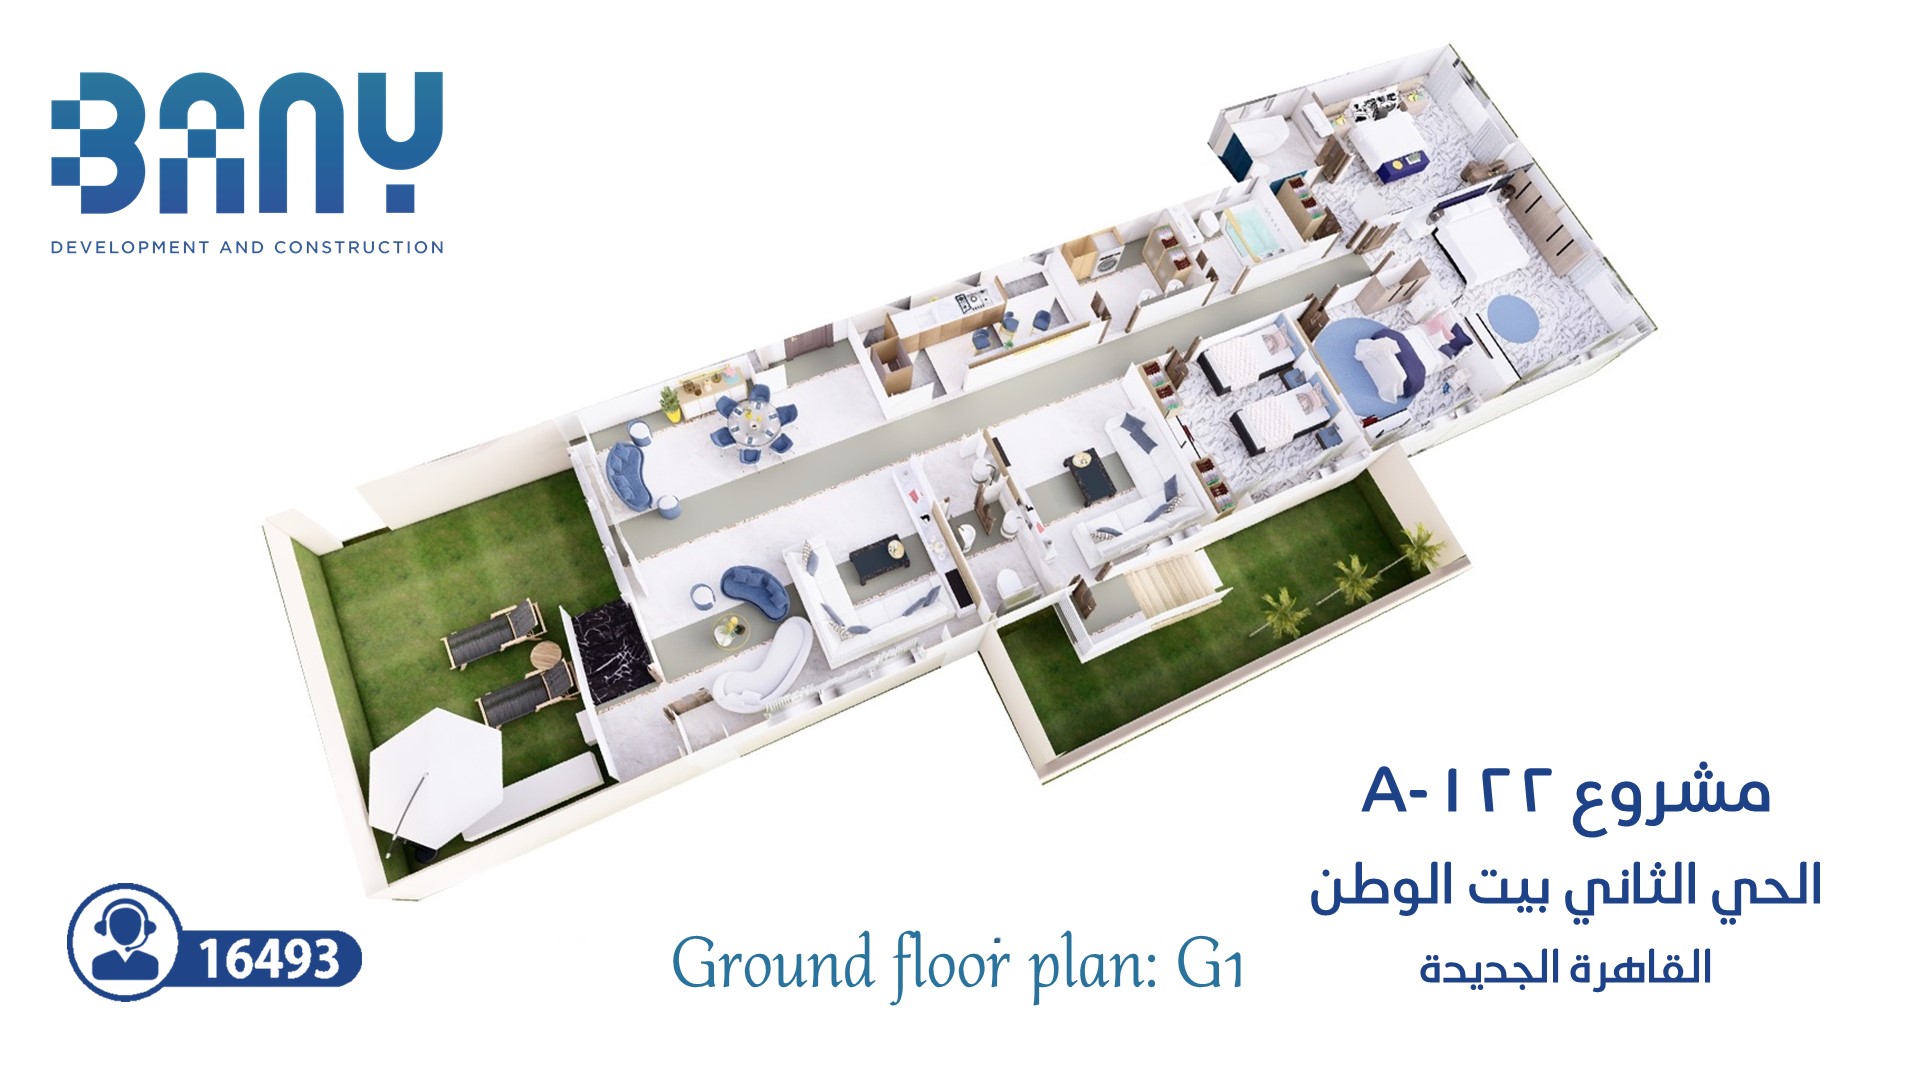 BANY
DEVELOPMENT AND CONSTRUCTION
مشروع A-١٢٢
الحي الثاني بيت الوطن
القاهرة الجديدة
Ground floor plan: G1
16493